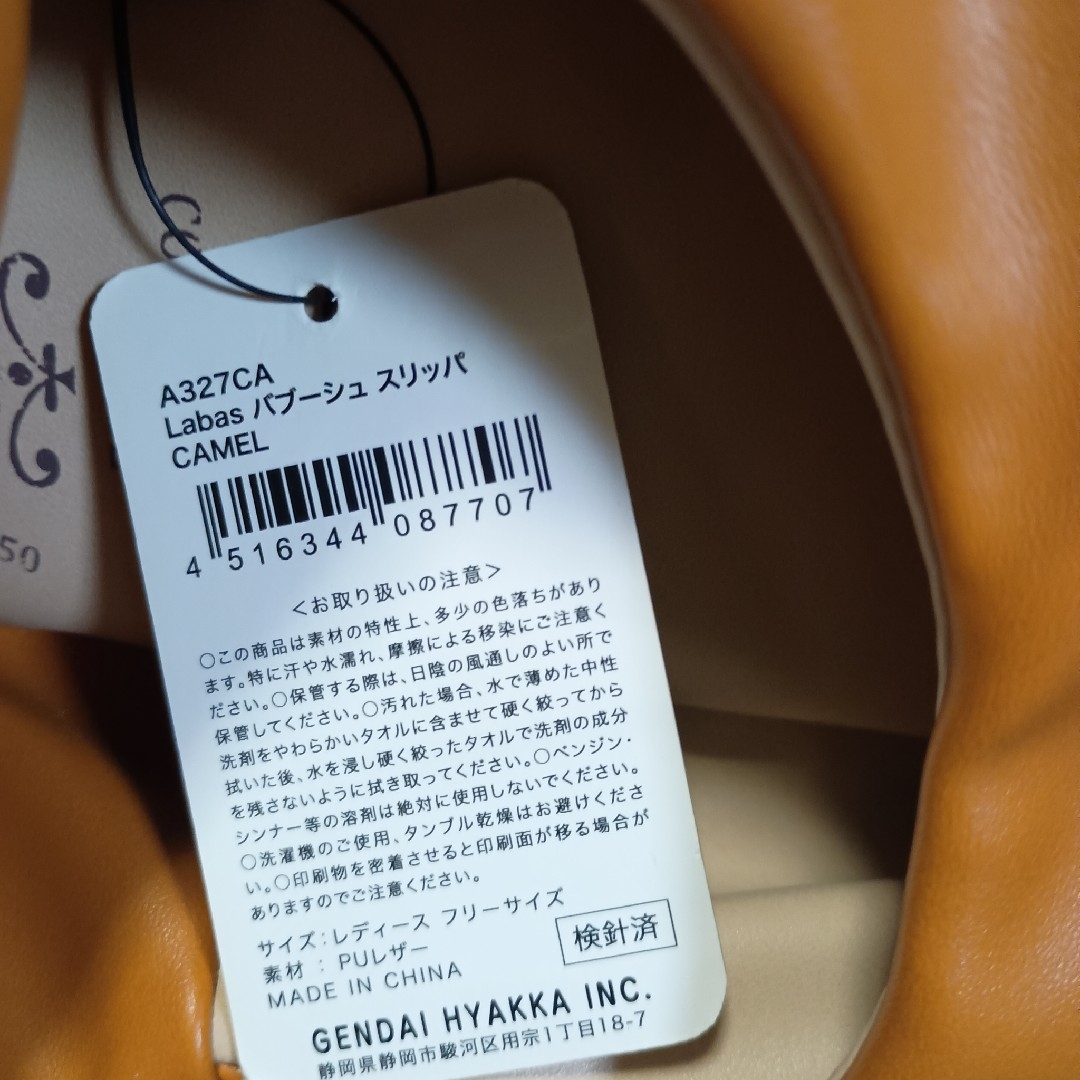 A327CA
Labas バブーシュ スリッパ
CAMEL
4 516344 087707
＜お取り扱いの注意＞
○この商品は素材の特性上、多少の色落ちがあり
ます。特に汗や水濡れ、摩擦による移染にご注意く
ださい。○保管する際は、日陰の風通しのよい所で
保管してください。○汚れた場合、水で薄めた中性
洗剤をやわらかいタオルに含ませて硬く絞ってから
拭いた後、水を浸し硬く絞ったタオルで洗剤の成分
を残さないように拭き取ってください。○ベンジン・
シンナー等の溶剤は絶対に使用しないでください。
○洗濯機のご使用、タンブル乾燥はお避けくださ
い。○印刷物を密着させると印刷面が移る場合が
ありますのでご注意ください。
サイズ：レディース フリーサイズ
素材 ： PUレザー
検針済
MADE IN CHINA
GENDAI HYAKKA INC.
静岡県静岡市駿河区用宗1丁目18-7
50